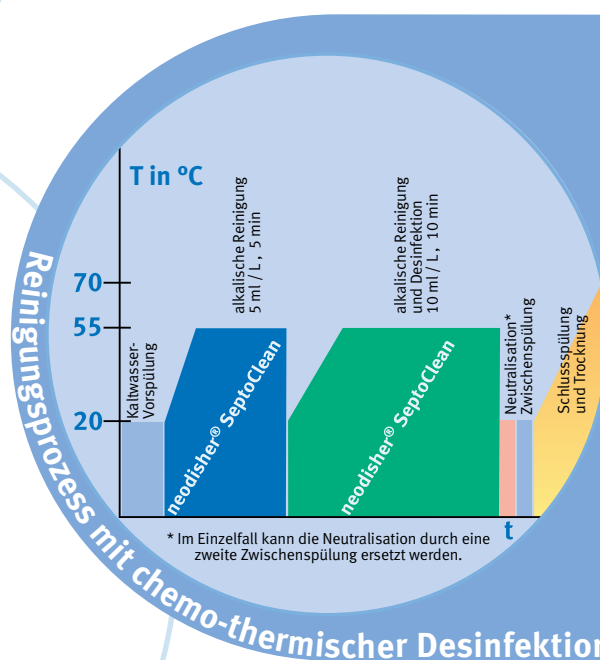 T in °C
70
55
20
Kaltwasser-
Vorspülung
alkalische Reinigung
5 ml / L , 5 min
neodisher® SeptoClean
alkalische Reinigung
und Desinfektion
10 ml / L, 10 min
neodisher® SeptoClean
Neutralisation*
Zwischenspülung
Schlussspülung
und Trocknung
t
* Im Einzelfall kann die Neutralisation durch eine
zweite Zwischenspülung ersetzt werden.
Reinigungsprozess mit chemo-thermischer Desinfektion